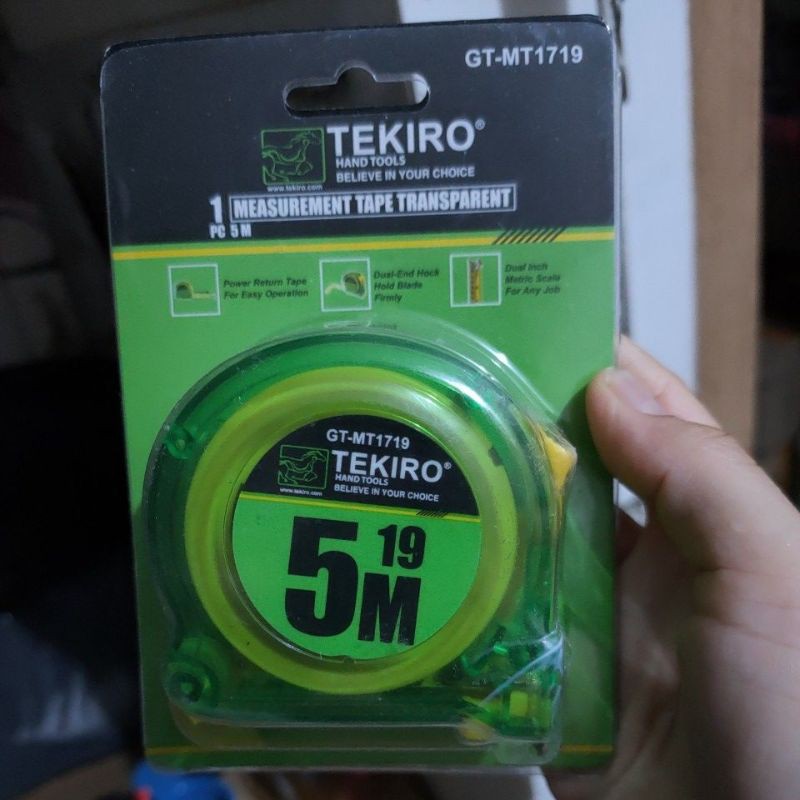 GT-MT1719
TEKIRO®
HAND TOOLS
BELIEVE IN YOUR CHOICE
www.tekiro.com
1 MEASUREMENT TAPE TRANSPARENT
PC 5 M
Power Return Tape
For Easy Operation
Dual-End Hock
Hold Blade
Firmly
Dual Inch
Metric Scale
For Any Job
GT-MT1719
TEKIRO®
HAND TOOLS
BELIEVE IN YOUR CHOICE
www.tekiro.com
5 19
M